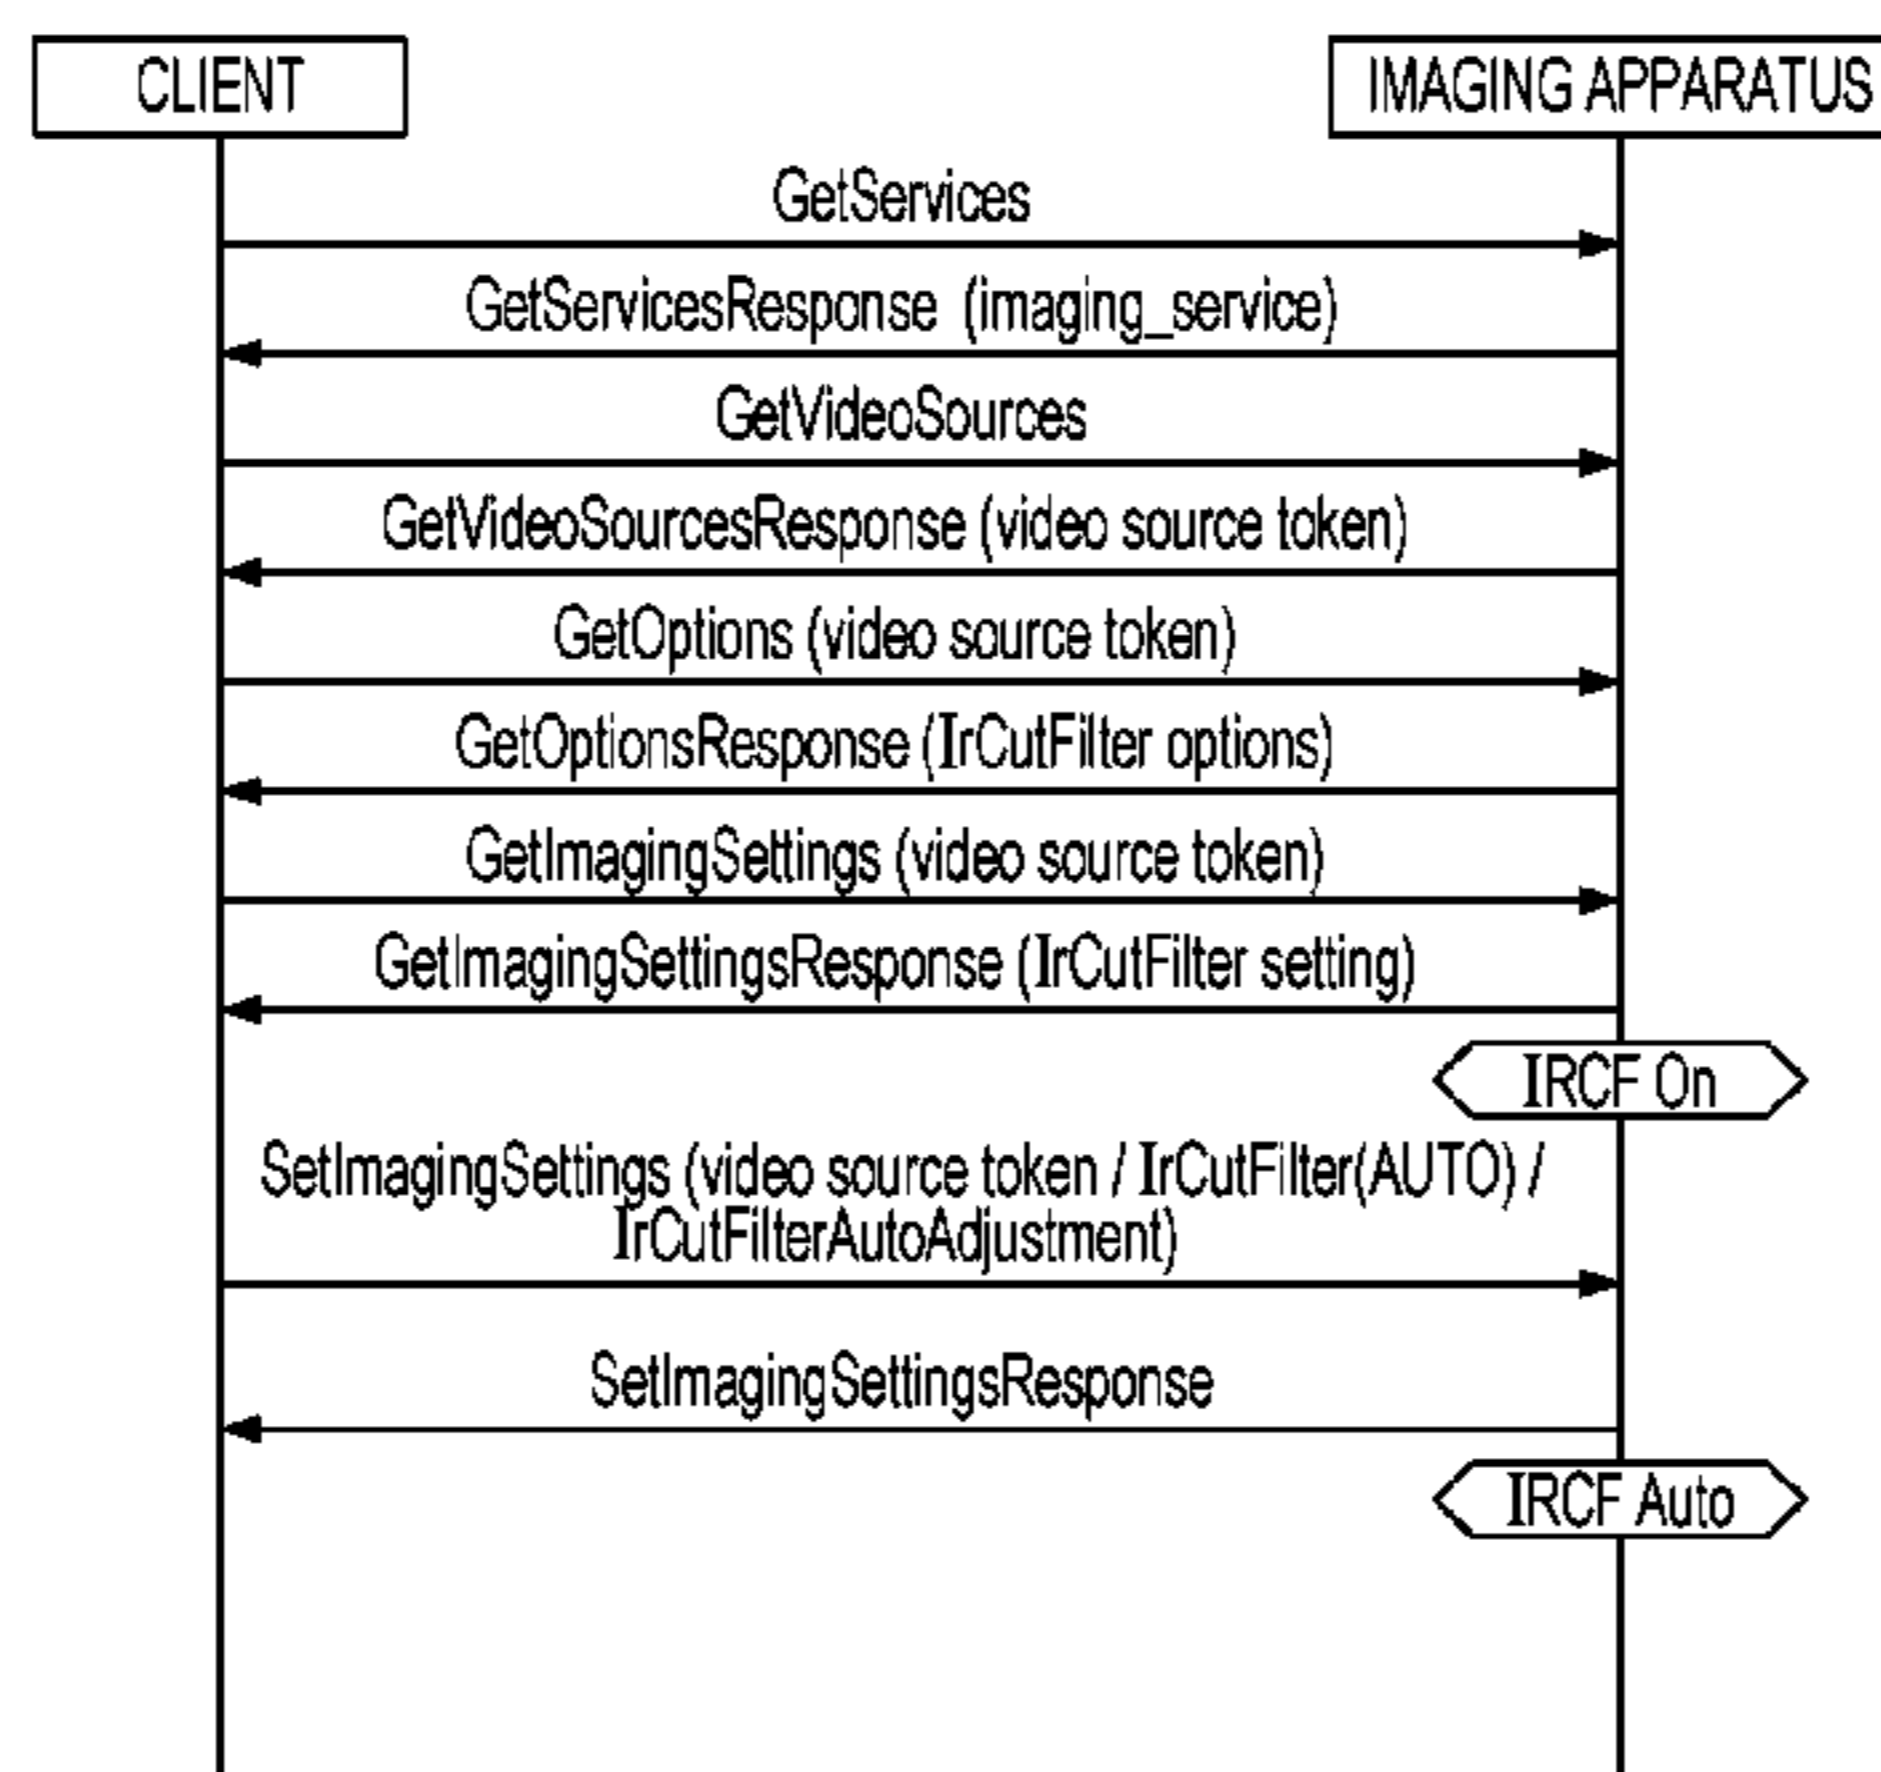 CLIENT
IMAGING APPARATUS
GetServices
GetServicesResponse (imaging_service)
GetVideoSources
GetVideoSourcesResponse (video source token)
GetOptions (video source token)
GetOptionsResponse (IrCutFilter options)
GetImagingSettings (video source token)
GetImagingSettingsResponse (IrCutFilter setting)
IRCF On
SetImagingSettings (video source token / IrCutFilter(AUTO) /
IrCutFilterAutoAdjustment)
SetImagingSettingsResponse
IRCF Auto